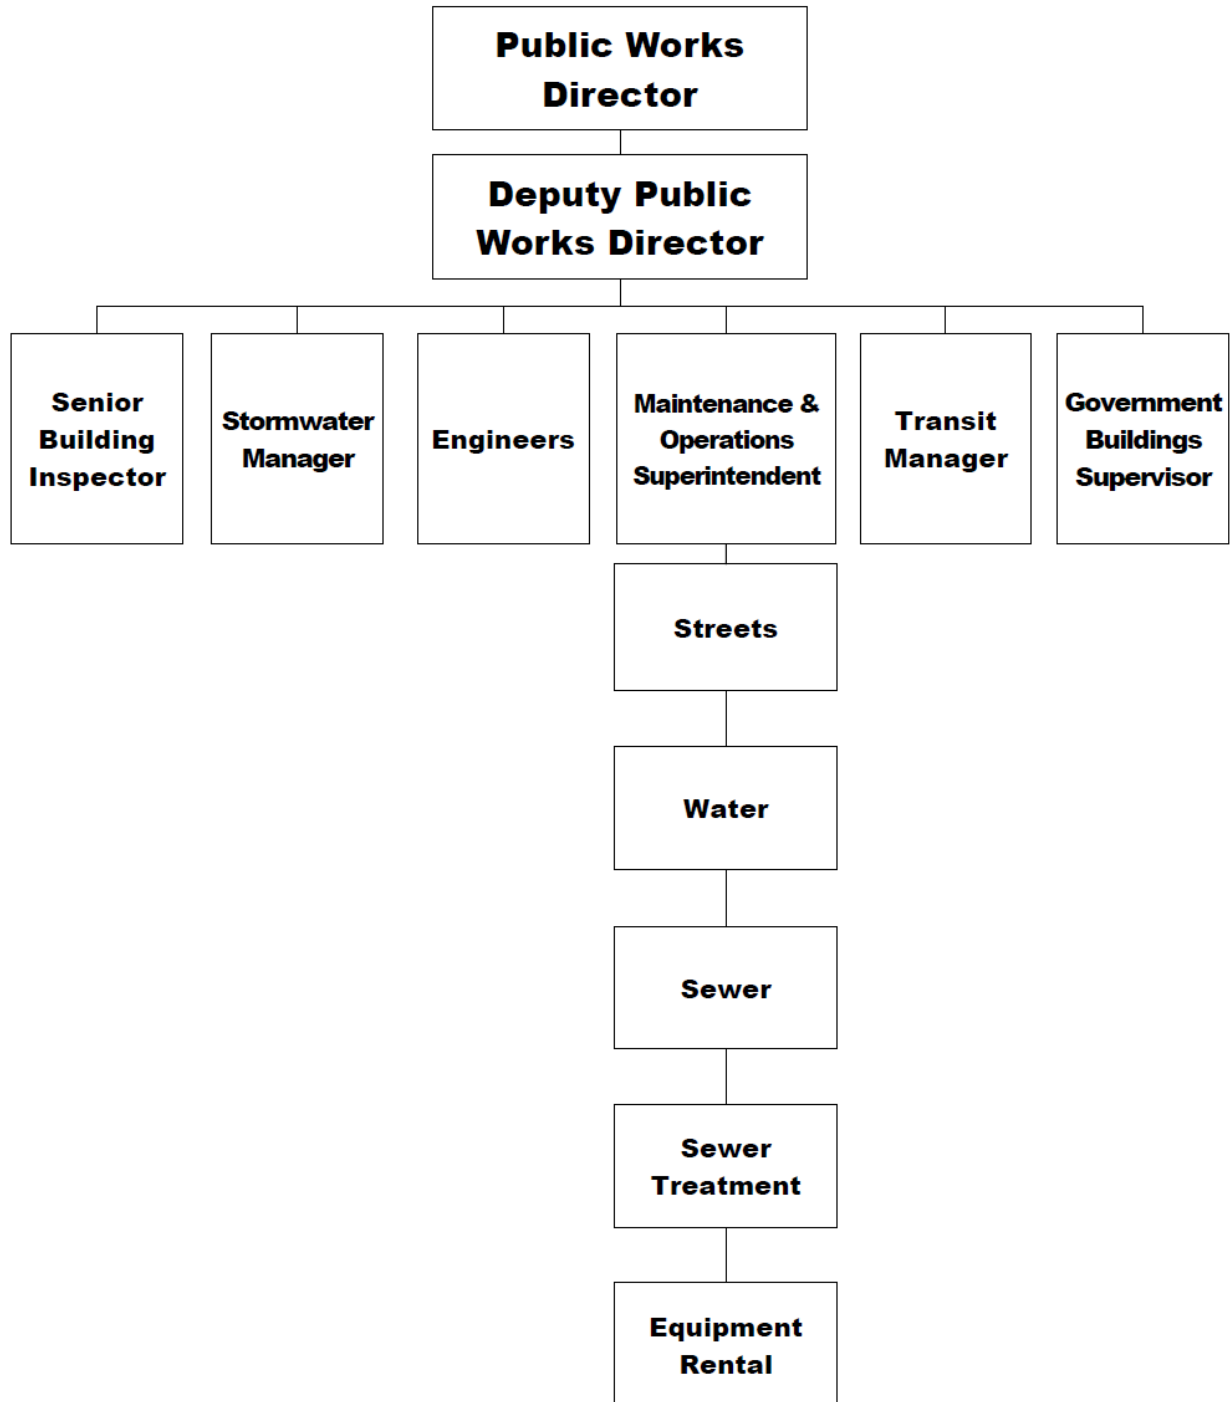 Public Works
Director
Deputy Public
Works Director
Senior
Building
Inspector
Stormwater
Manager
Engineers
Maintenance &
Operations
Superintendent
Transit
Manager
Government
Buildings
Supervisor
Streets
Water
Sewer
Sewer
Treatment
Equipment
Rental